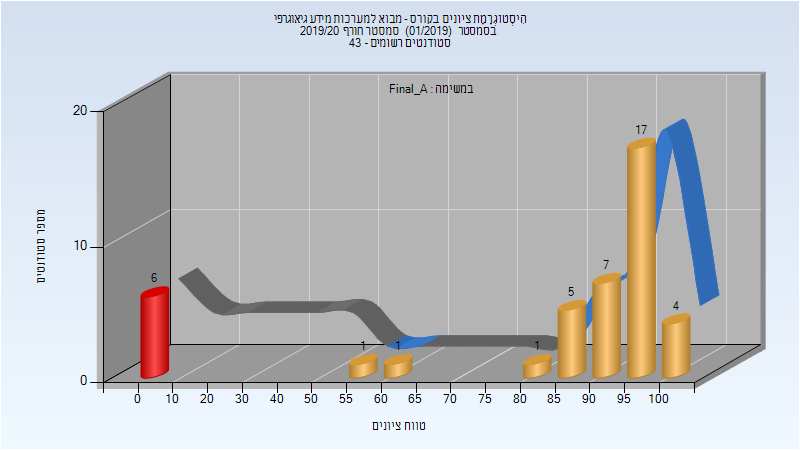 היסטוגרמת ציונים בקורס - מבוא למערכות מידע גיאוגרפי
בסמסטר (01/2019) סמסטר חורף 2019/20
סטודנטים רשומים - 43
במשימה : Final_A
מספר סטודנטים
20
10
0
6
1
1
1
5
7
17
4
0 10 20 30 40 50 55 60 65 70 75 80 85 90 95 100
טווח ציונים